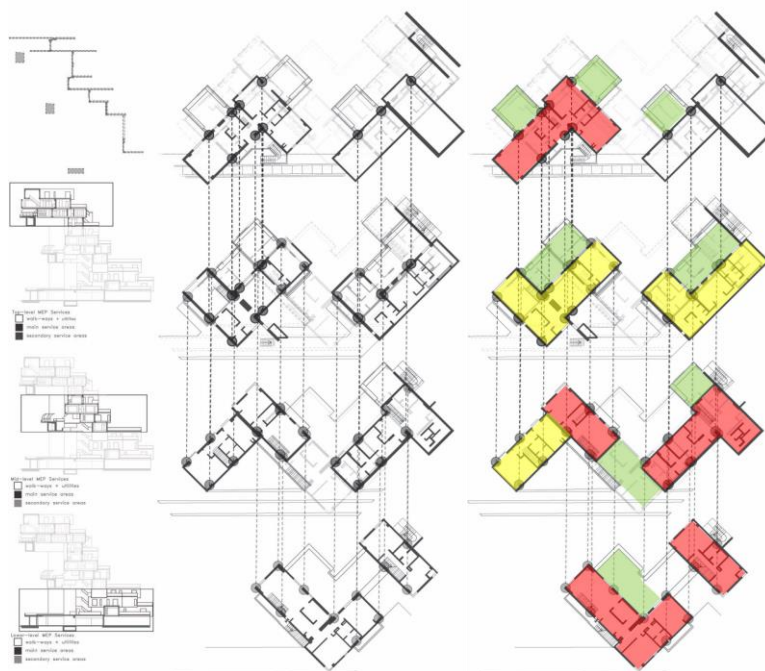 Top-level MEP Services
walk-ways + utilities
main service areas
secondary service areas
Mid-level MEP Services
walk-ways + utilities
main service areas
secondary service areas
Lower-level MEP Services
walk-ways + utilities
main service areas
secondary service areas